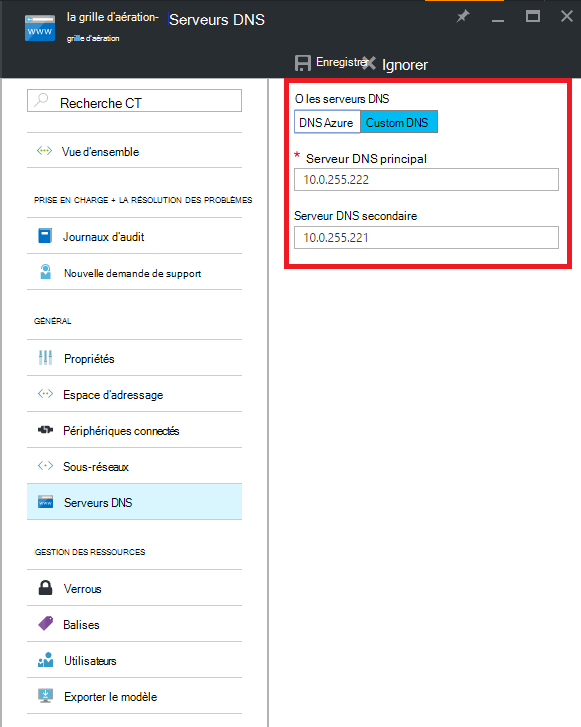 la grille d'aération-
Serveurs DNS
grille d'aération
www
Enregistrer
Ignorer
Recherche CT
Vue d'ensemble
PRISE EN CHARGE + LA RÉSOLUTION DES PROBLÈMES
Journaux d'audit
Nouvelle demande de support
GÉNÉRAL
Propriétés
Espace d'adressage
Périphériques connectés
Sous-réseaux
Serveurs DNS
GESTION DES RESSOURCES
Verrous
Balises
Utilisateurs
Exporter le modèle
O les serveurs DNS
DNS Azure Custom DNS
* Serveur DNS principal
10.0.255.222
Serveur DNS secondaire
10.0.255.221